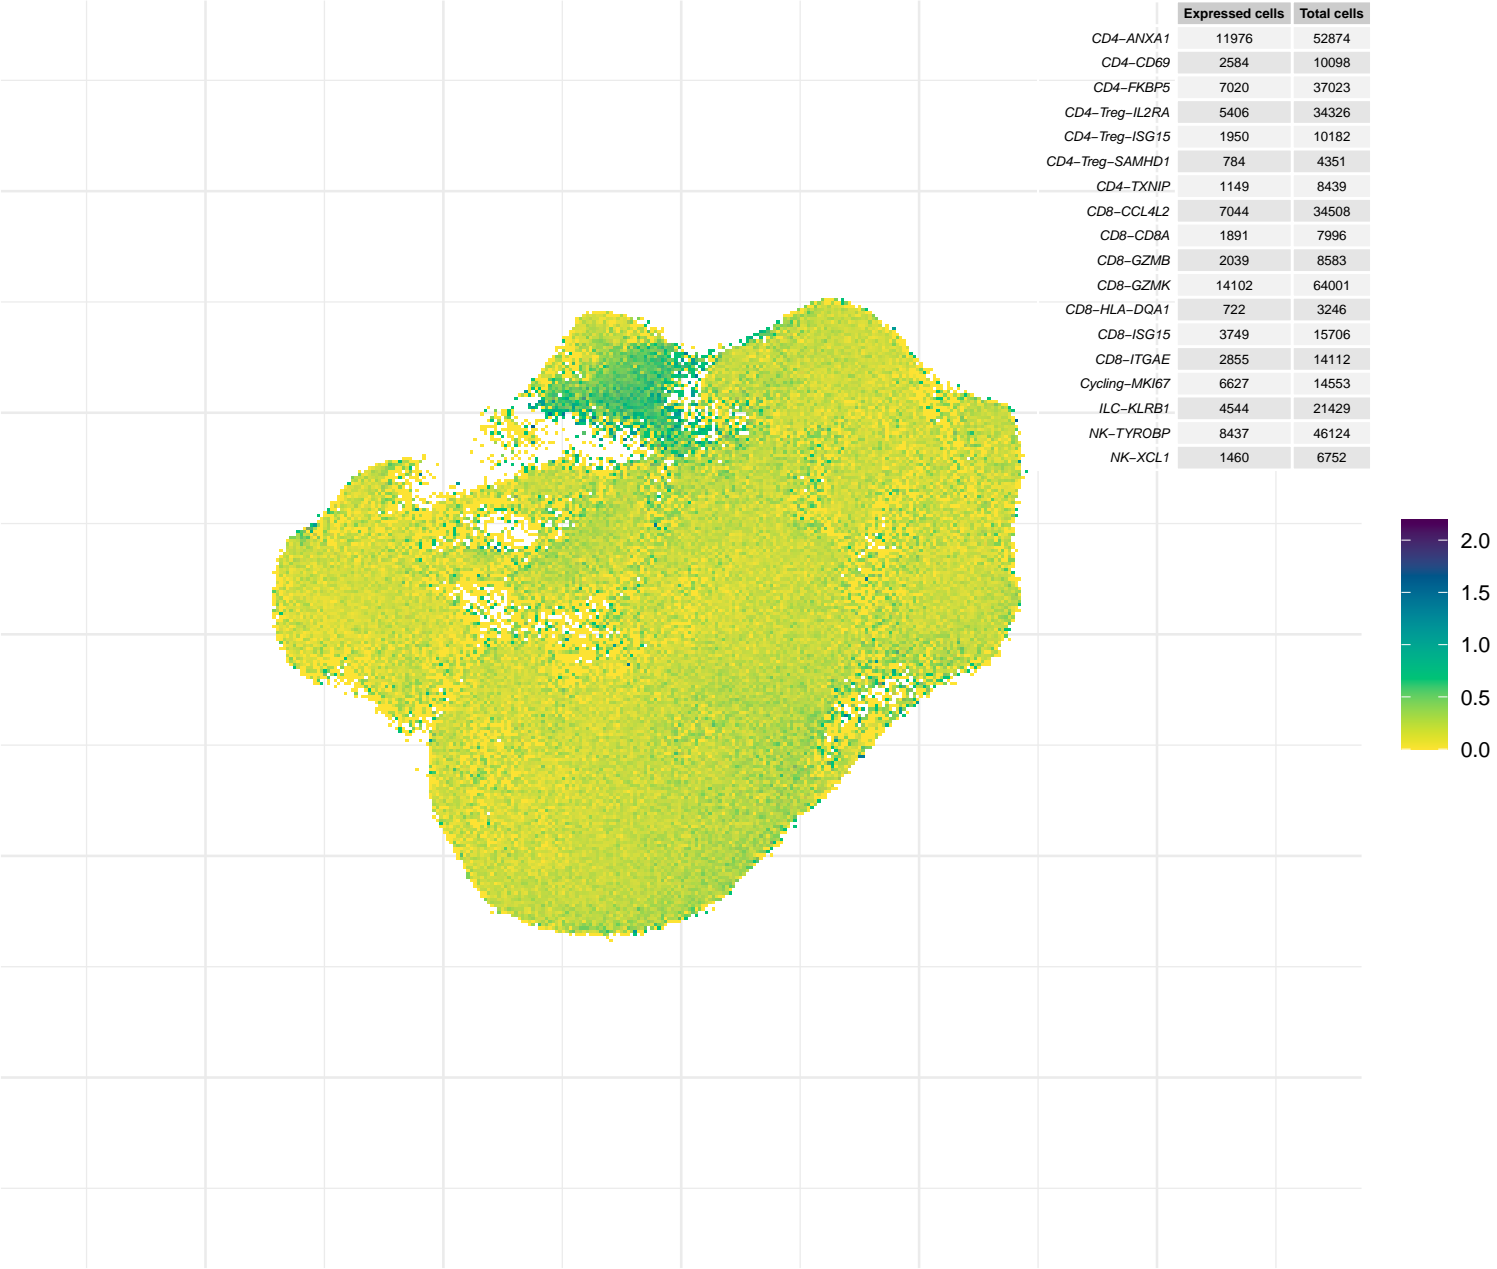 Expressed cells Total cells
CD4−ANXA1 11976 52874
CD4−CD69 2584 10098
CD4−FKBP5 7020 37023
CD4−Treg−IL2RA 5406 34326
CD4−Treg−ISG15 1950 10182
CD4−Treg−SAMHD1 784 4351
CD4−TXNIP 1149 8439
CD8−CCL4L2 7044 34508
CD8−CD8A 1891 7996
CD8−GZMB 2039 8583
CD8−GZMK 14102 64001
CD8−HLA−DQA1 722 3246
CD8−ISG15 3749 15706
CD8−ITGAE 2855 14112
Cycling−MKI67 6627 14553
ILC−KLRB1 4544 21429
NK−TYROBP 8437 46124
NK−XCL1 1460 6752
2.0
1.5
1.0
0.5
0.0